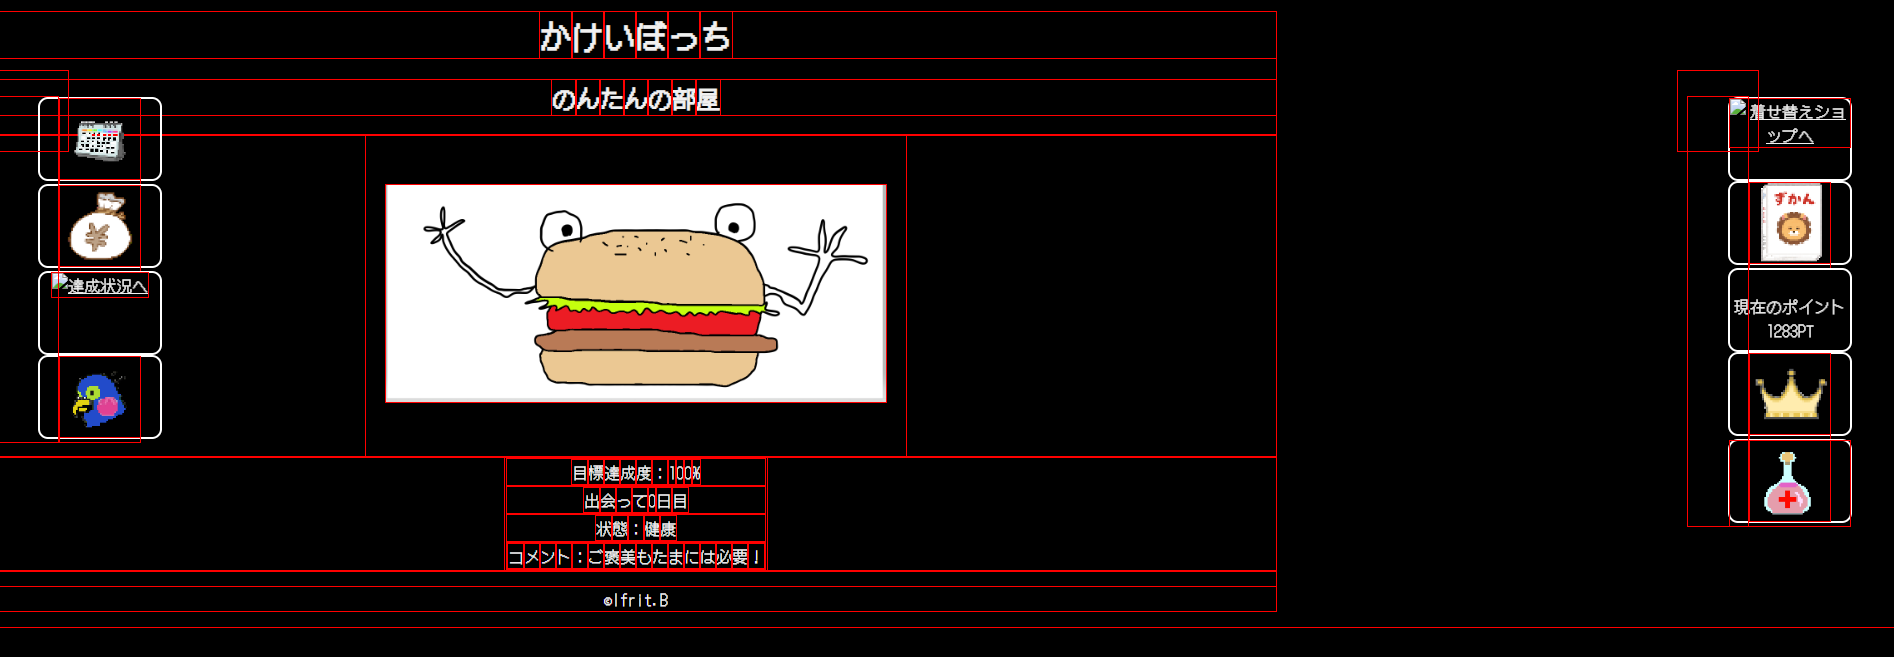 かけいぼっち
のんたんの部屋
達成状況へ
着せ替えショ
ップへ
ずかん
現在のポイント
1283PT
目標達成度：100%
出会って0日目
状態：健康
コメント：ご褒美もたまには必要！
©Ifrit.B